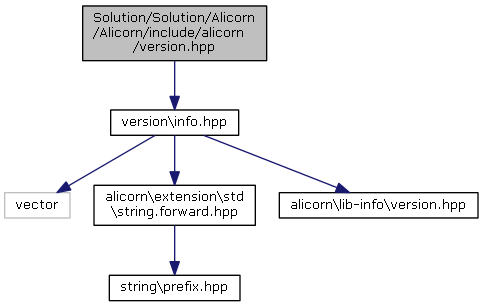 Solution/Solution/Alicorn
/Alicorn/include/alicorn
/version.hpp
version\info.hpp
vector
alicorn\extension\std
\string.forward.hpp
alicorn\lib-info\version.hpp
string\prefix.hpp